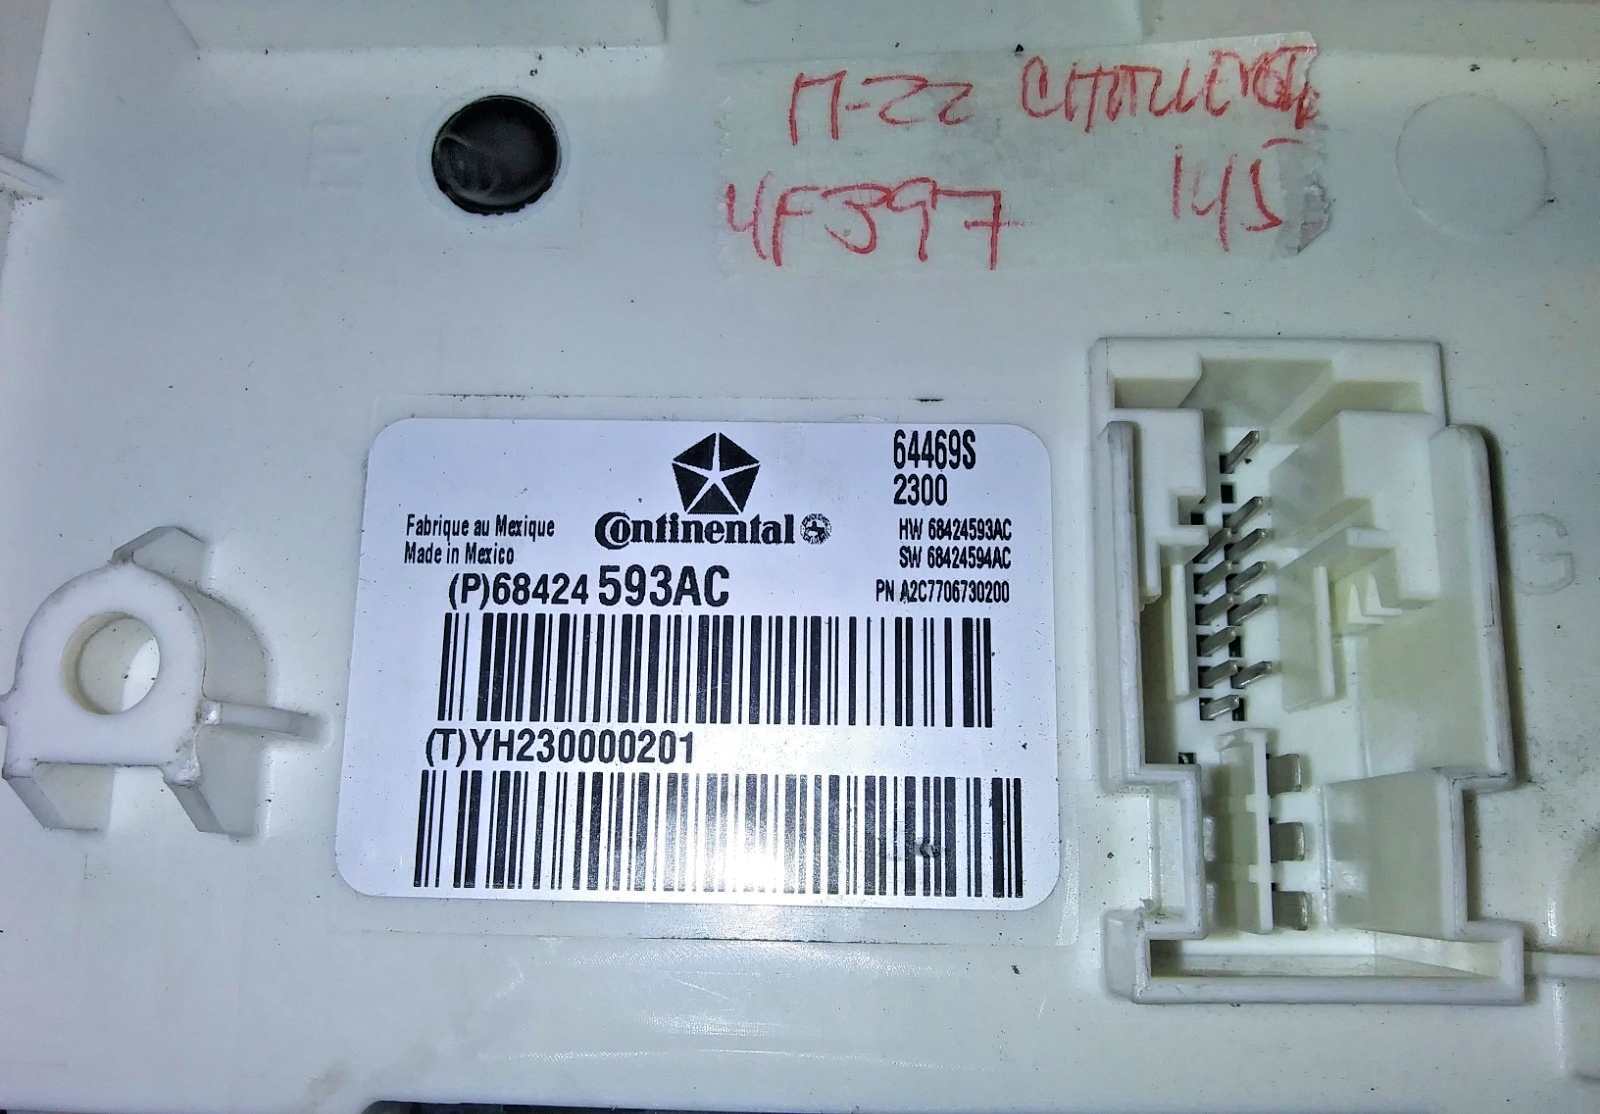 M-22 CHALLENGER
4F397 145
E
64469S
2300
Continental
Fabrique au Mexique
Made in Mexico
HW 68424593AC
SW 68424594AC
(P)68424 593AC
PN A2C7706730200
(T)YH230000201
G